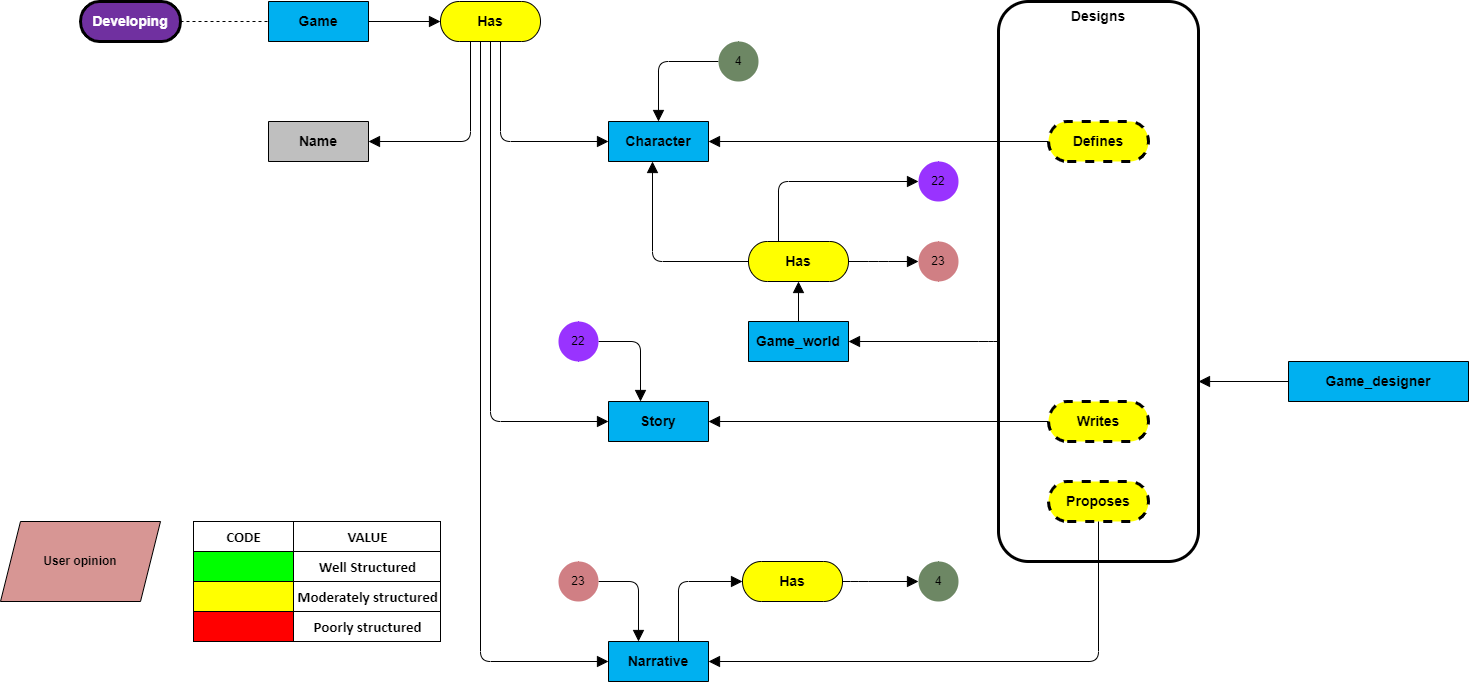 Developing
Game
Has
Designs
4
Name
Character
Defines
22
Has
23
22
Game_world
Game_designer
Story
Writes
Proposes
User opinion
CODE
VALUE
Well Structured
Moderately structured
Poorly structured
23
Has
4
Narrative